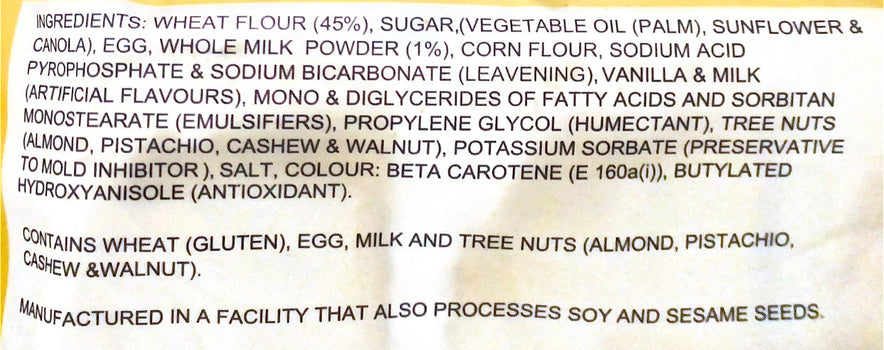 INGREDIENTS: WHEAT FLOUR (45%), SUGAR,(VEGETABLE OIL (PALM), SUNFLOWER &
CANOLA), EGG, WHOLE MILK POWDER (1%), CORN FLOUR, SODIUM ACID
PYROPHOSPHATE & SODIUM BICARBONATE (LEAVENING), VANILLA & MILK
(ARTIFICIAL FLAVOURS), MONO & DIGLYCERIDES OF FATTY ACIDS AND SORBITAN
MONOSTEARATE (EMULSIFIERS), PROPYLENE GLYCOL (HUMECTANT), TREE NUTS
(ALMOND, PISTACHIO, CASHEW & WALNUT), POTASSIUM SORBATE (PRESERVATIVE
TO MOLD INHIBITOR ), SALT, COLOUR: BETA CAROTENE (E 160a(i)), BUTYLATED
HYDROXYANISOLE (ANTIOXIDANT).
CONTAINS WHEAT (GLUTEN), EGG, MILK AND TREE NUTS (ALMOND, PISTACHIO,
CASHEW &WALNUT).
MANUFACTURED IN A FACILITY THAT ALSO PROCESSES SOY AND SESAME SEEDS.